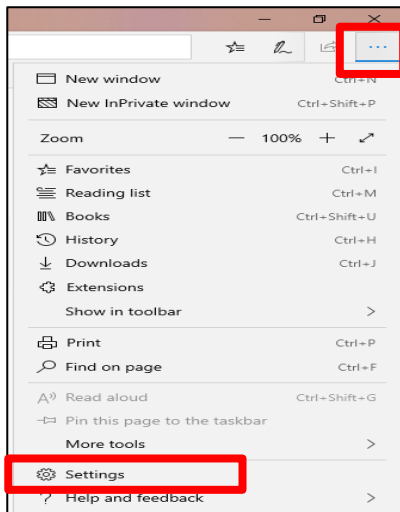 New window Ctrl+N
New InPrivate window Ctrl+Shift+P
Zoom — 100% +
Favorites Ctrl+I
Reading list Ctrl+M
Books Ctrl+Shift+U
History Ctrl+H
Downloads Ctrl+J
Extensions
Show in toolbar >
Print Ctrl+P
Find on page Ctrl+F
Read aloud Ctrl+Shift+G
Pin this page to the taskbar
More tools >
Settings
Help and feedback >